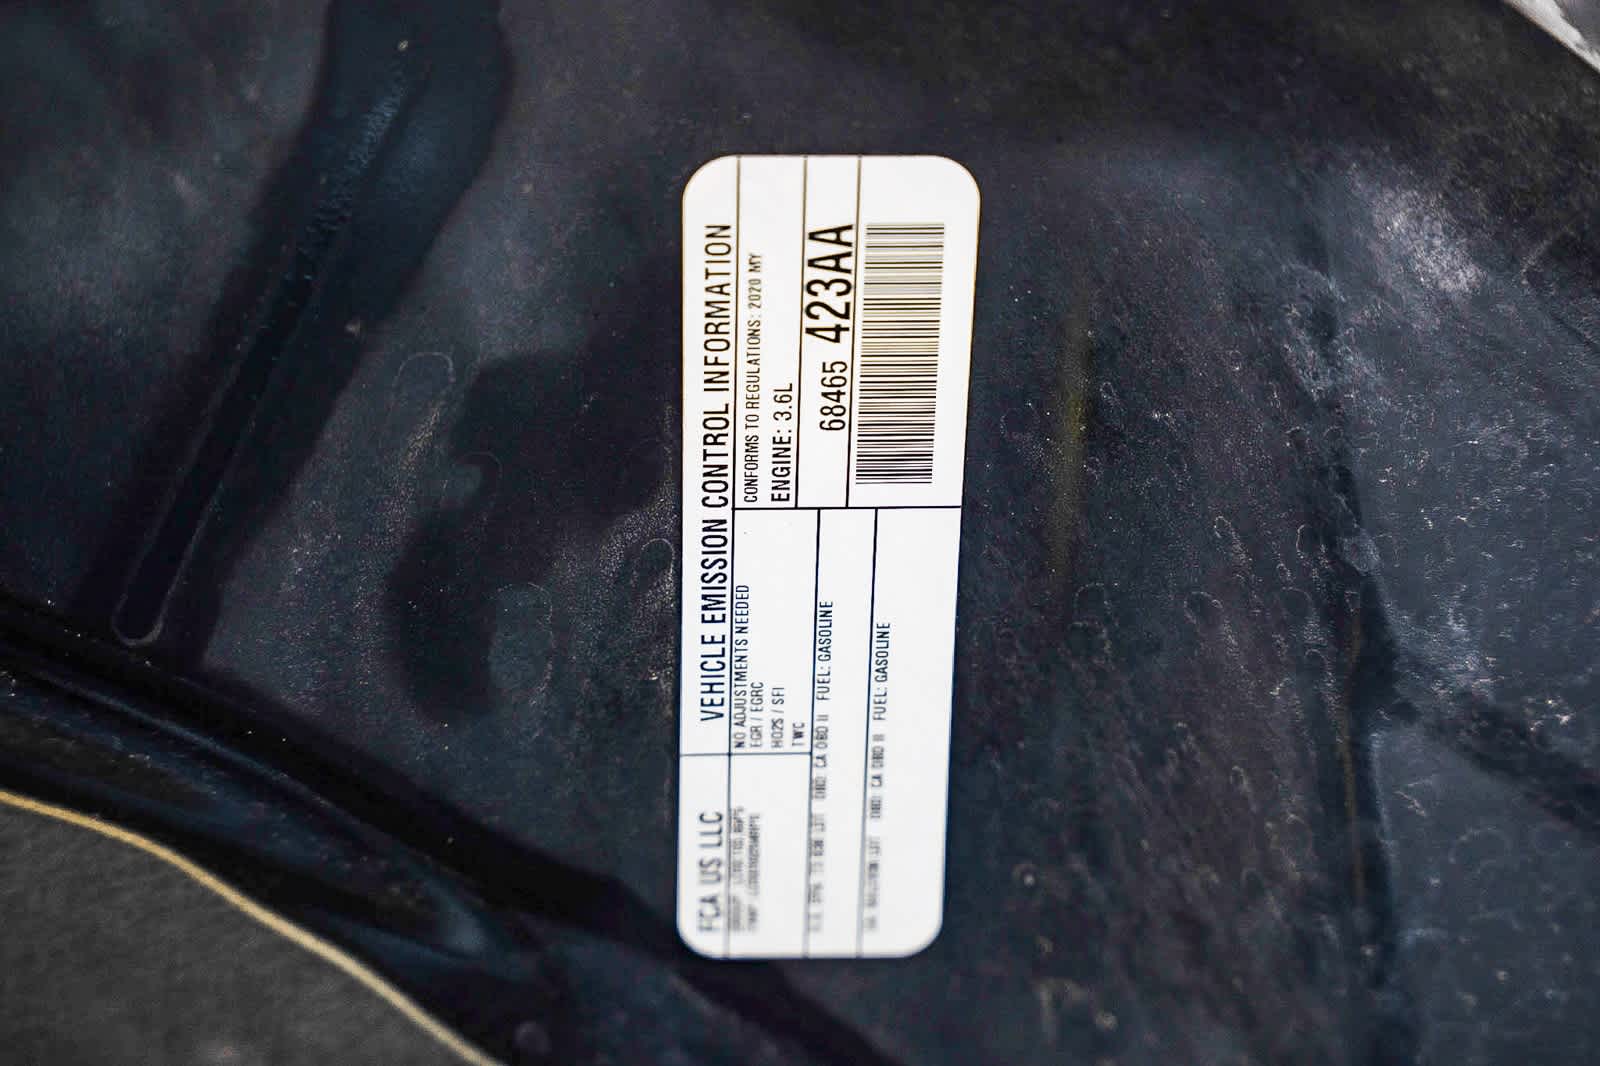 FCA US LLC
VEHICLE EMISSION CONTROL INFORMATION
NO ADJUSTMENTS NEEDED
EGR / EGRC
HO2S / SFI
TWC
CONFORMS TO REGULATIONS: 2020 MY
ENGINE: 3.6L
68465 423AA
OBD: CA OBD II FUEL: GASOLINE
OBD: CA OBD II FUEL: GASOLINE